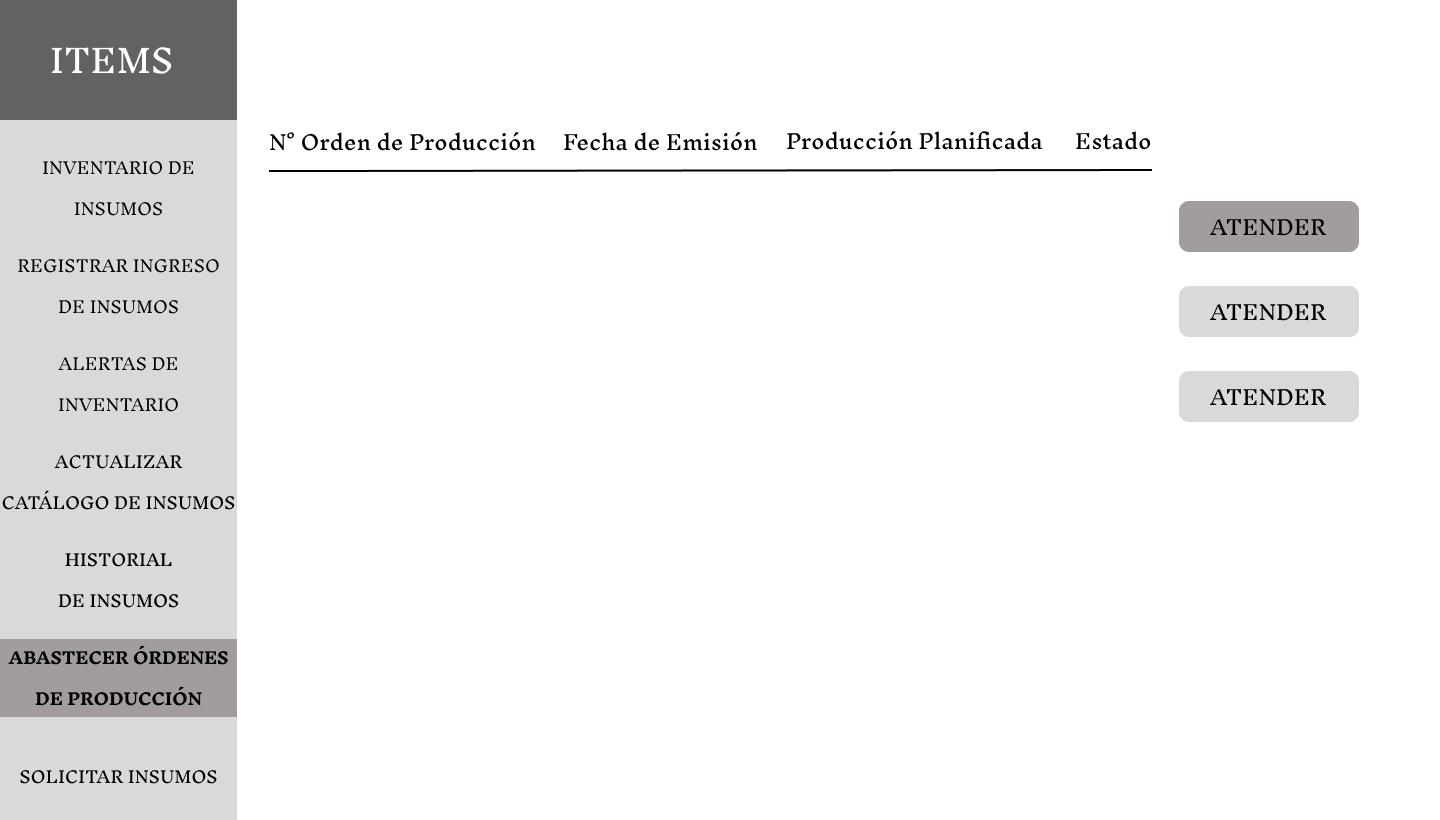 ITEMS
INVENTARIO DE
INSUMOS
REGISTRAR INGRESO
DE INSUMOS
ALERTAS DE
INVENTARIO
ACTUALIZAR
CATÁLOGO DE INSUMOS
HISTORIAL
DE INSUMOS
ABASTECER ÓRDENES
DE PRODUCCIÓN
SOLICITAR INSUMOS
N° Orden de Producción Fecha de Emisión Producción Planificada Estado
ATENDER
ATENDER
ATENDER